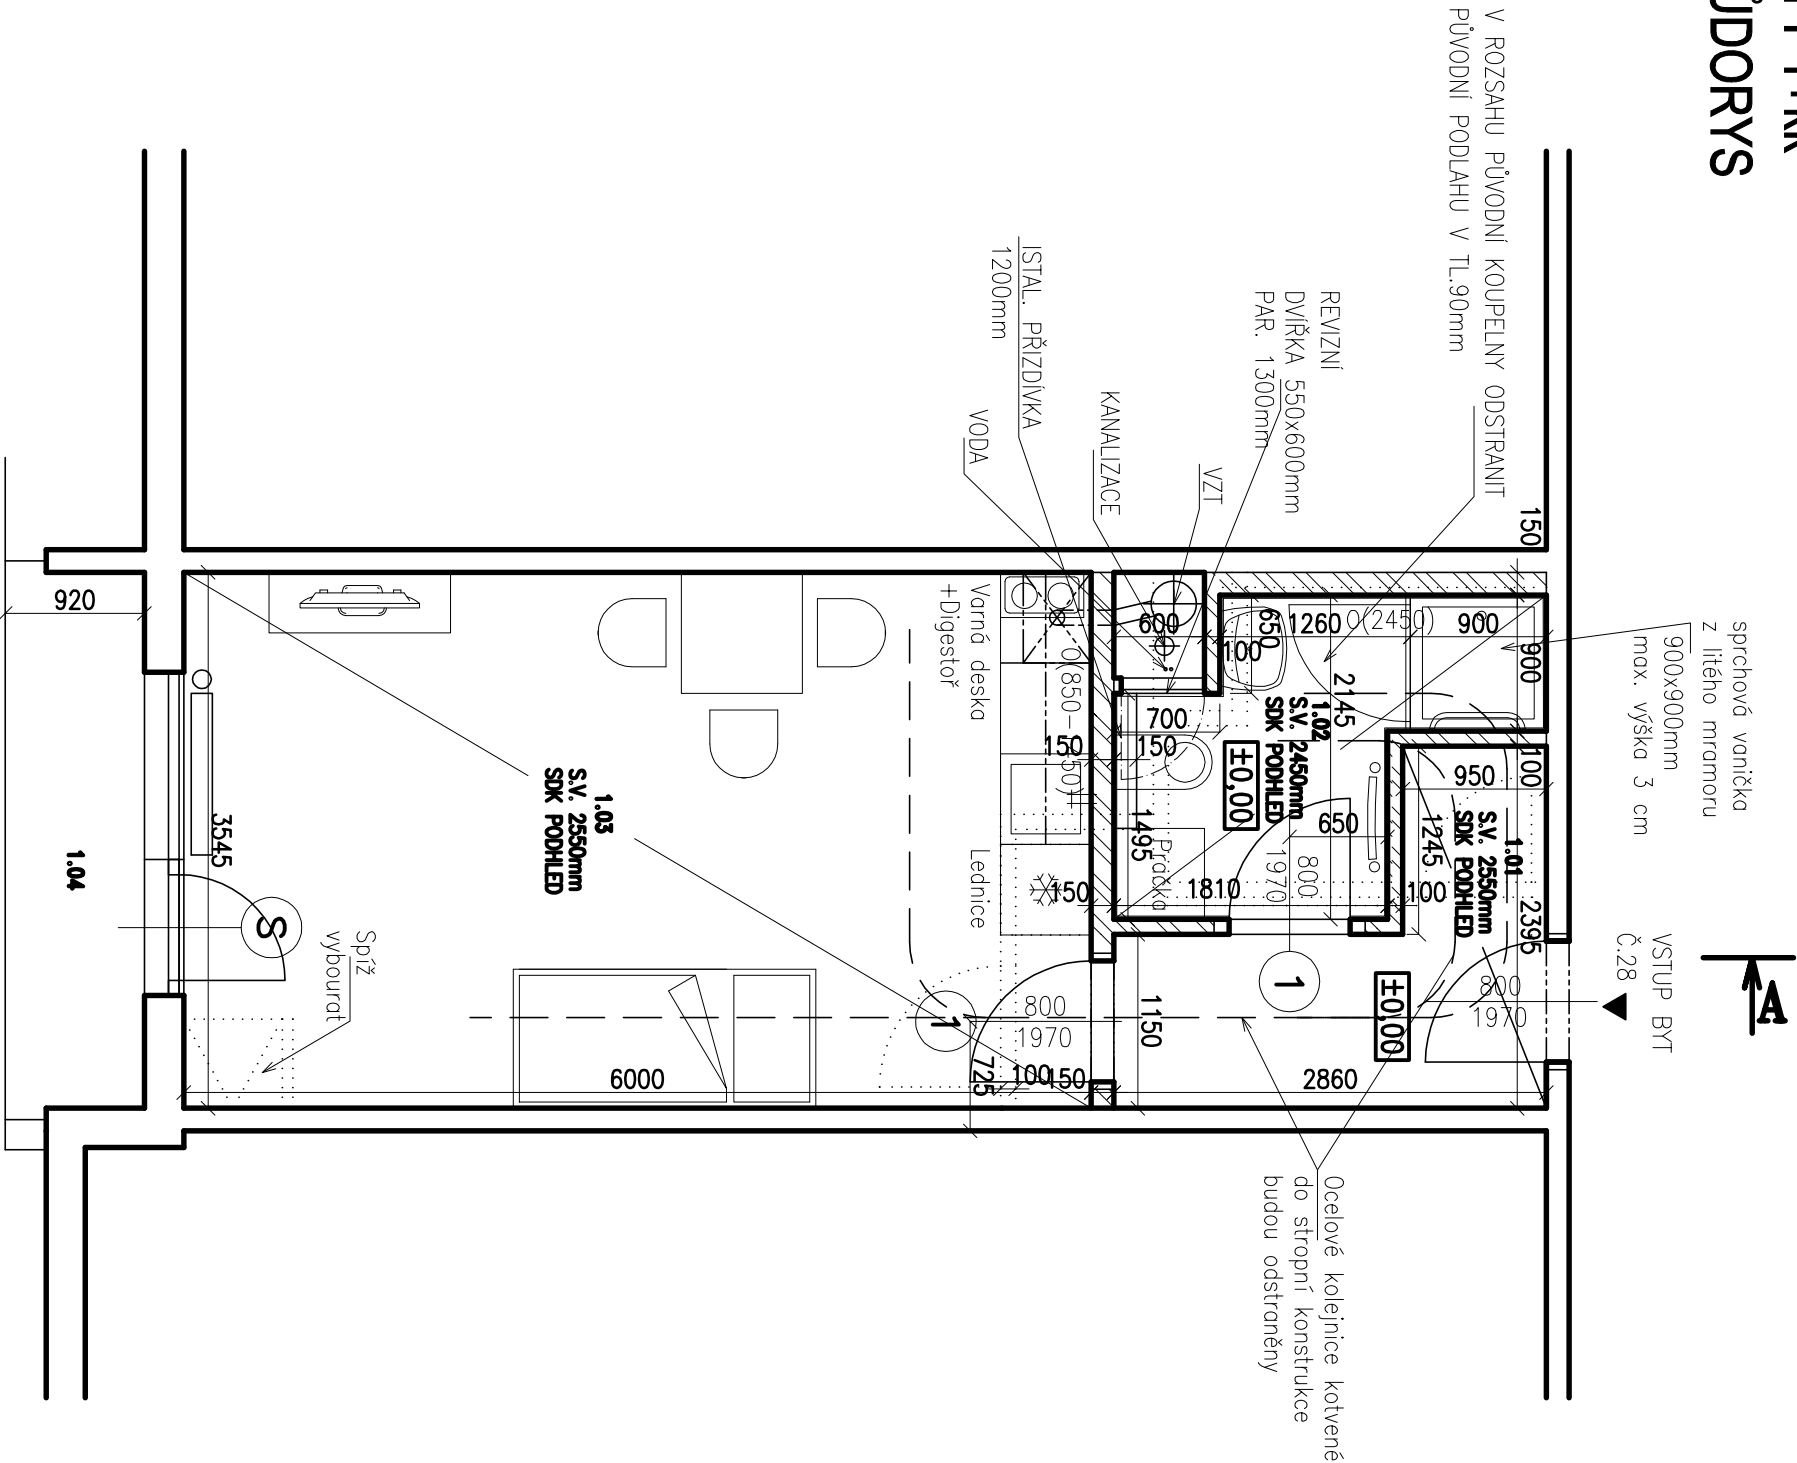 PŮDORYS
V ROZSAHU PŮVODNÍ KOUPELNY ODSTRANIT
PŮVODNÍ PODLAHU V TL.90mm
sprchová vanička
z litého mramoru
900x900mm
max. výška 3 cm
VSTUP BYT
Č.28
A
REVIZNÍ
DVÍŘKA 550x600mm
PAR. 1300mm
VZT
KANALIZACE
ISTAL. PŘIZDÍVKA
1200mm
VODA
150
900
900
100
950
2395
1260
O(2450)
650
2145
100
600
1.02
S.V. 2450mm
SDK PODHLED
±0,00
1.01
S.V. 2550mm
SDK PODHLED
1245
100
650
800
1970
700
150
150
1495
Pračka
1810
150
1
±0,00
800
1970
2860
1150
Varná deska
+Digestoř
Lednice
1
800
1970
725
100
150
1.03
S.V. 2550mm
SDK PODHLED
6000
3545
S
Spíž
vybourat
920
1.04
Ocelové kolejnice kotvené
do stropní konstrukce
budou odstraněny